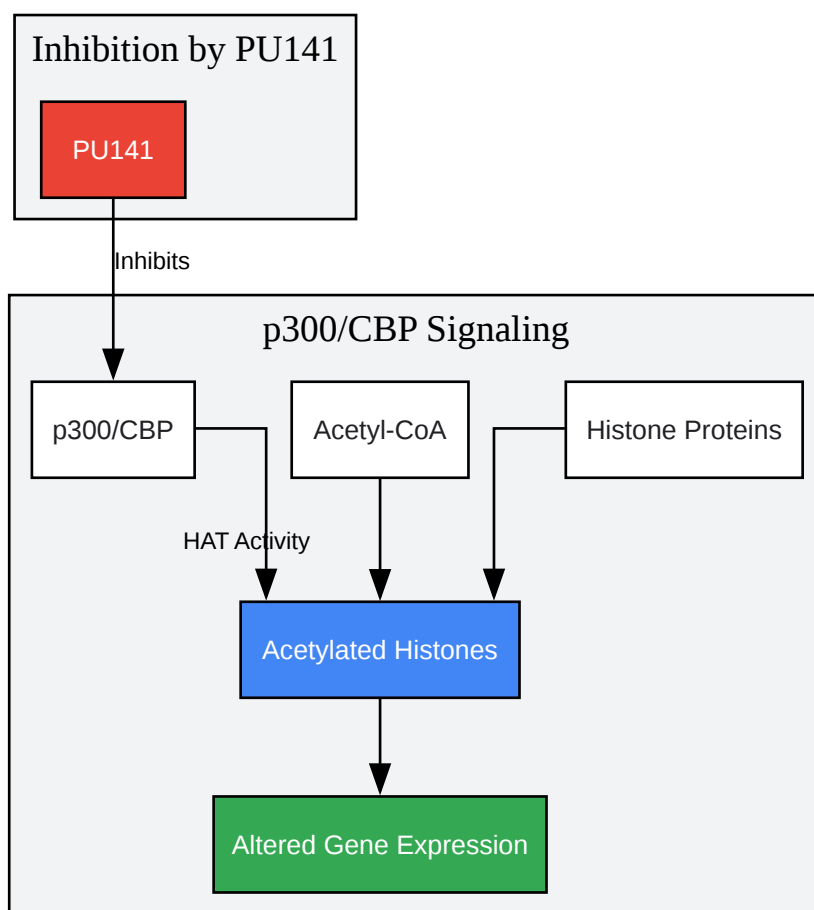 Inhibition by PU141
PU141
Inhibits
p300/CBP Signaling
p300/CBP
Acetyl-CoA
Histone Proteins
HAT Activity
Acetylated Histones
Altered Gene Expression